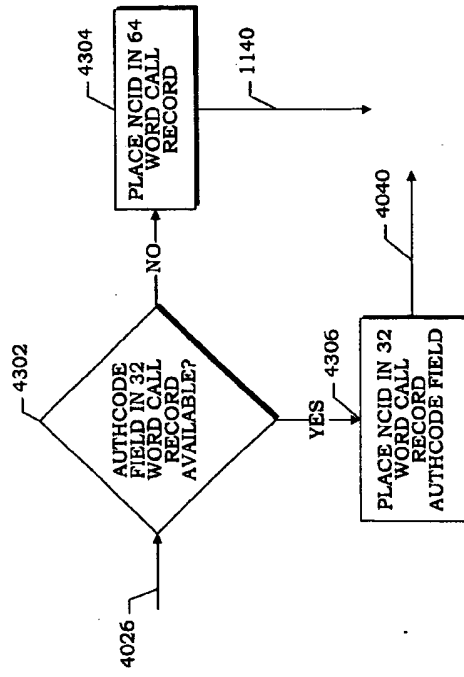 4026
4302
AUTHCODE
FIELD IN 32
WORD CALL
RECORD
AVAILABLE?
NO
4304
PLACE NCID IN 64
WORD CALL
RECORD
1140
YES
4306
PLACE NCID IN 32
WORD CALL
RECORD
AUTHCODE FIELD
4040